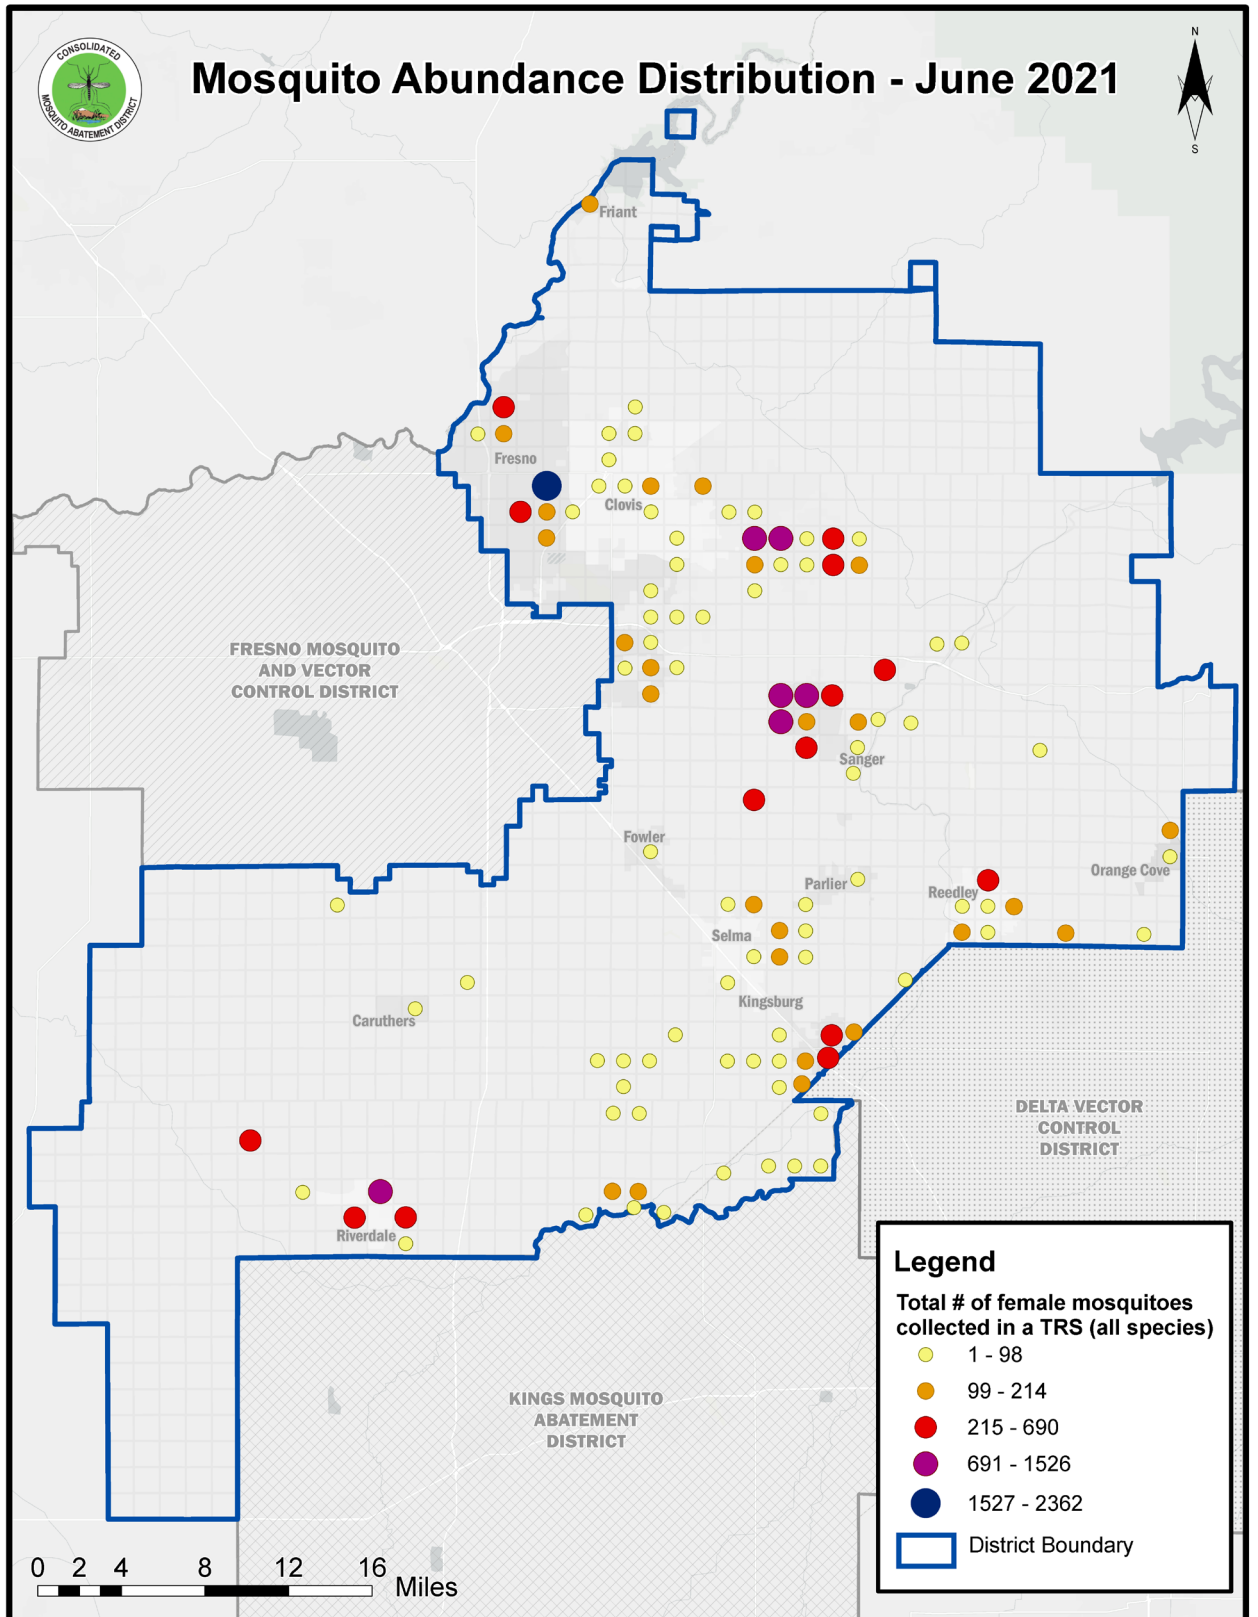 CONSOLIDATED
MOSQUITO ABATEMENT DISTRICT
Mosquito Abundance Distribution - June 2021
N
S
Friant
Fresno
Clovis
FRESNO MOSQUITO
AND VECTOR
CONTROL DISTRICT
Sanger
Fowler
Orange Cove
Parlier
Reedley
Selma
Kingsburg
Caruthers
DELTA VECTOR
CONTROL
DISTRICT
Riverdale
KINGS MOSQUITO
ABATEMENT
DISTRICT
Legend
Total # of female mosquitoes
collected in a TRS (all species)
1 - 98
99 - 214
215 - 690
691 - 1526
1527 - 2362
District Boundary
0 2 4 8 12 16
Miles